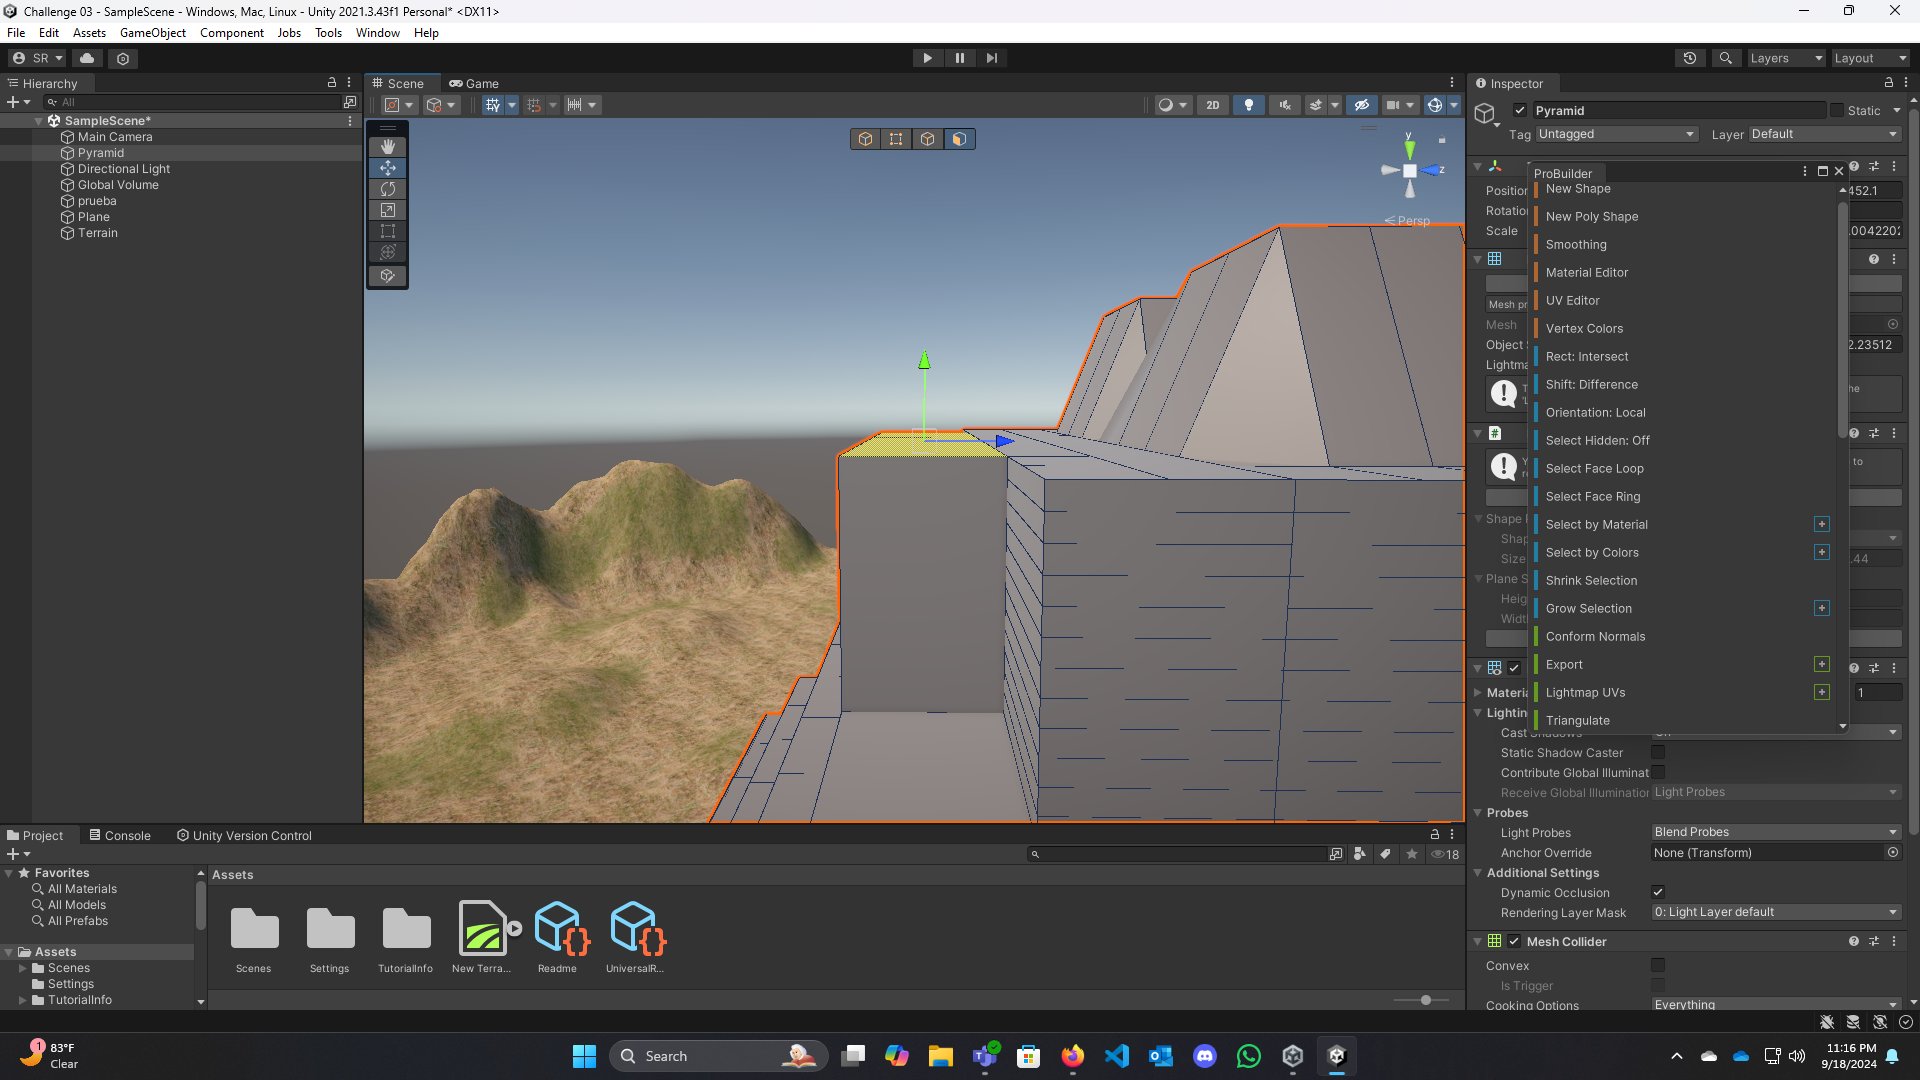 Challenge 03 - SampleScene - Windows, Mac, Linux - Unity 2021.3.43f1 Personal* <DX11>
File Edit Assets GameObject Component Jobs Tools Window Help
SR
Layers
Layout
Hierarchy
All
SampleScene*
Main Camera
Pyramid
Directional Light
Global Volume
prueba
Plane
Terrain
Scene
Game
2D
y
z
Persp
Inspector
Pyramid
Static
Tag Untagged
Layer Default
Position
452.1
Rotation
Scale
.0042202
Mesh
Object
2.23512
Lightma
Shape
Shap
Size
.44
Plane S
Heig
Width
ProBuilder
New Shape
New Poly Shape
Smoothing
Material Editor
UV Editor
Vertex Colors
Rect: Intersect
Shift: Difference
Orientation: Local
Select Hidden: Off
Select Face Loop
Select Face Ring
Select by Material
Select by Colors
Shrink Selection
Grow Selection
Conform Normals
Export
Lightmap UVs
Triangulate
Materia
1
Lightin
Cast Shadows
Static Shadow Caster
Contribute Global Illuminat
Receive Global Illumination Light Probes
Probes
Light Probes Blend Probes
Anchor Override None (Transform)
Additional Settings
Dynamic Occlusion
Rendering Layer Mask 0: Light Layer default
Mesh Collider
Convex
Is Trigger
Cooking Options Everything
Project
Console
Unity Version Control
18
Favorites
All Materials
All Models
All Prefabs
Assets
Scenes
Settings
TutorialInfo
Assets
Scenes
Settings
TutorialInfo
New Terra...
Readme
UniversalR...
1
83°F
Clear
Search
11:16 PM
9/18/2024